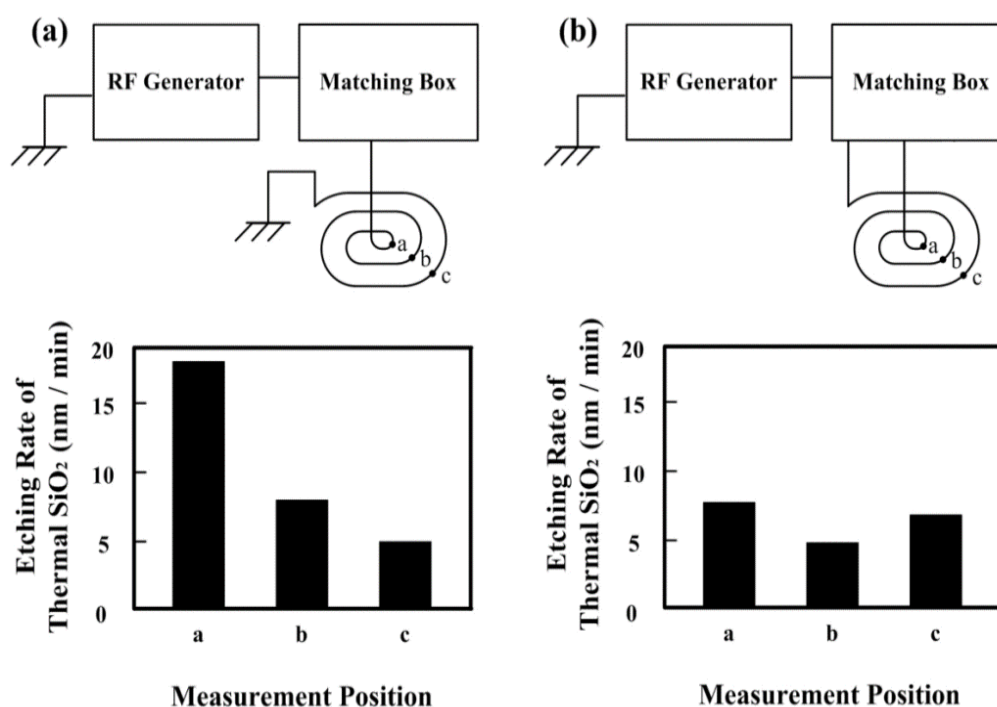 (a)
RF Generator
Matching Box
a
b
c
Etching Rate of
Thermal SiO₂ (nm / min)
20
15
10
5
0
a
b
c
Measurement Position
(b)
RF Generator
Matching Box
a
b
c
Etching Rate of
Thermal SiO₂ (nm / min)
20
15
10
5
0
a
b
c
Measurement Position